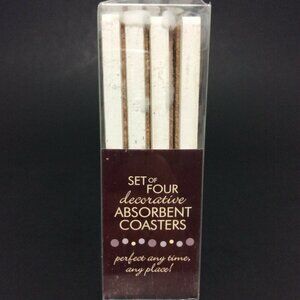 SET OF
FOUR
decorative
ABSORBENT
COASTERS
perfect any time,
any place!